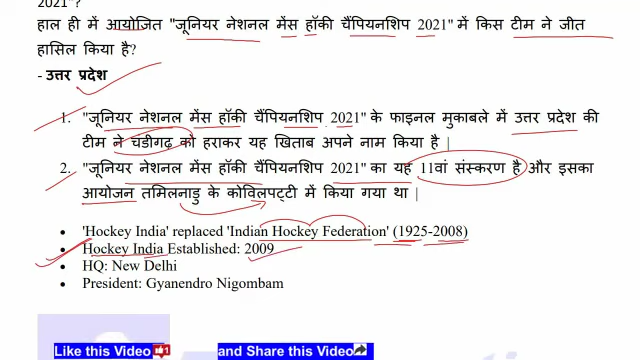 2021"?
हाल ही में आयोजित "जूनियर नेशनल मेंस हॉकी चैंपियनशिप 2021" में किस टीम ने जीत
हासिल किया है?
- उत्तर प्रदेश
1. "जूनियर नेशनल मेंस हॉकी चैंपियनशिप 2021" के फाइनल मुकाबले में उत्तर प्रदेश की
टीम ने चंडीगढ़ को हराकर यह खिताब अपने नाम किया है |
2. "जूनियर नेशनल मेंस हॉकी चैंपियनशिप 2021" का यह 11वां संस्करण है और इसका
आयोजन तमिलनाडु के कोविलपट्टी में किया गया था |
• 'Hockey India' replaced 'Indian Hockey Federation' (1925-2008)
• Hockey India Established: 2009
• HQ: New Delhi
• President: Gyanendro Nigombam
Like this Video and Share this Video